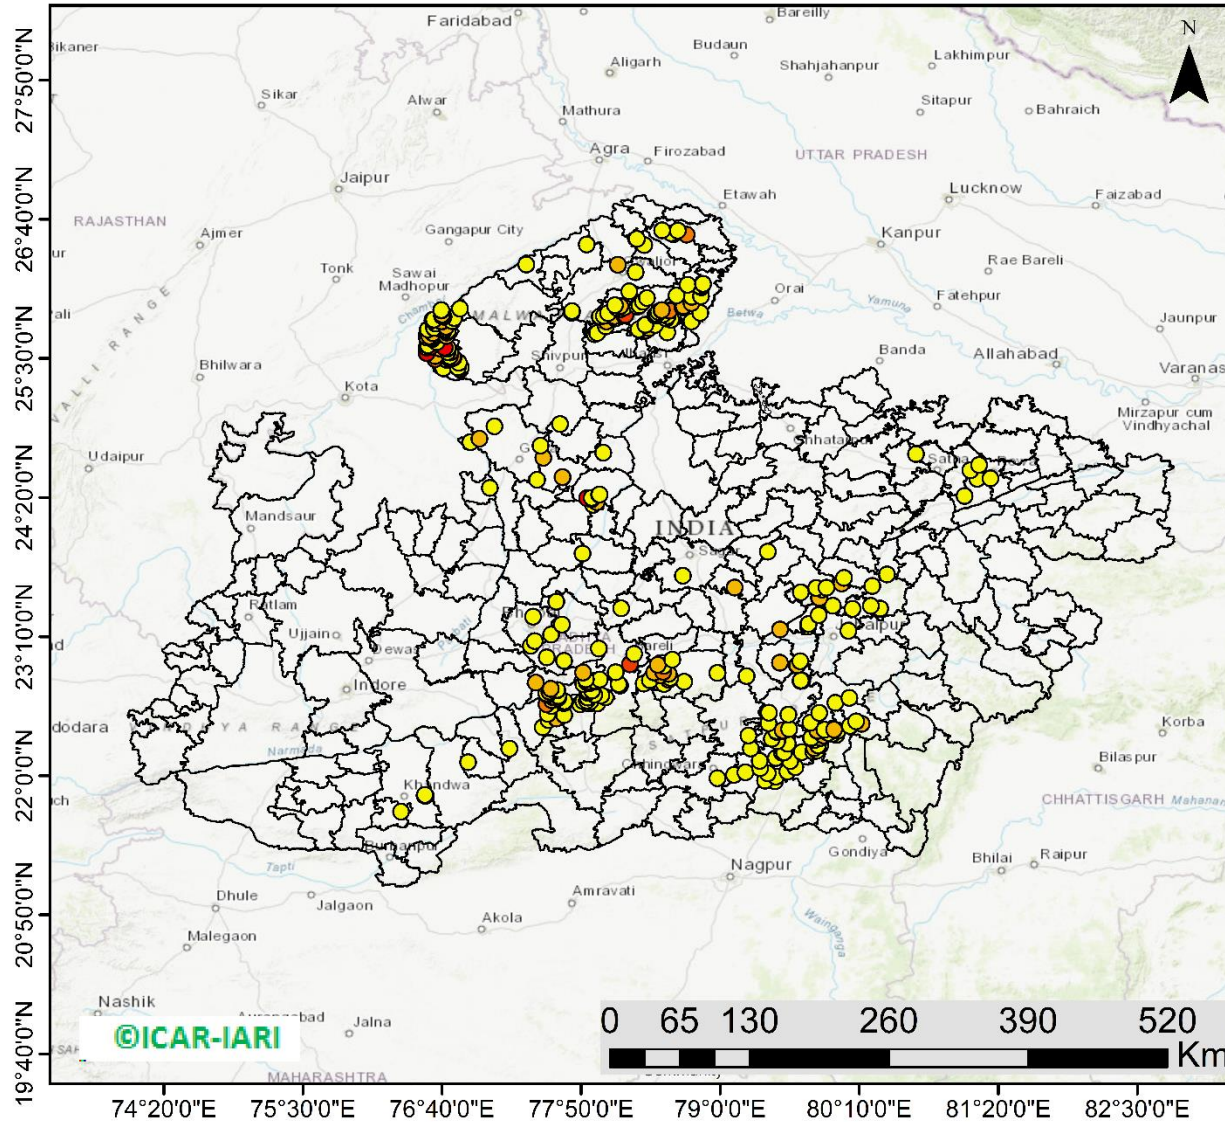 Faridabad
Bareilly
N
Bikaner
Budaun
Lakhimpur
Aligarh
Shahjahanpur
27°50'0"N
Sikar
Alwar
Mathura
Sitapur
Bahraich
Agra
Firozabad
UTTAR PRADESH
Jaipur
Etawah
Lucknow
Faizabad
26°40'0"N
RAJASTHAN
Ajmer
Gangapur City
Kanpur
Tonk
Sawai
Madhopur
Rae Bareli
Orai
Fatehpur
Chambal
Yamuna
Betwa
Jaunpur
25°30'0"N
Shivpuri
Banda
Allahabad
Bhilwara
Kota
Varanas
Mirzapur cum
Vindhyachal
Udaipur
Satna
24°20'0"N
Mandsaur
INDIA
Sagar
Ratlam
23°10'0"N
Ujjain
Dewas
PRADESH
Indore
RANGE
Korba
Narmada
Bilaspur
22°0'0"N
Chhindwara
Khandwa
CHHATTISGARH
Mahanan
Burhanpur
Gondiya
Tapti
Nagpur
Bhilai
Raipur
20°50'0"N
Dhule
Jalgaon
Amravati
Akola
Malegaon
Wainganga
Nashik
Jalna
©ICAR-IARI
0 65 130 260 390 520
Km
19°40'0"N
MAHARASHTRA
74°20'0"E 75°30'0"E 76°40'0"E 77°50'0"E 79°0'0"E 80°10'0"E 81°20'0"E 82°30'0"E